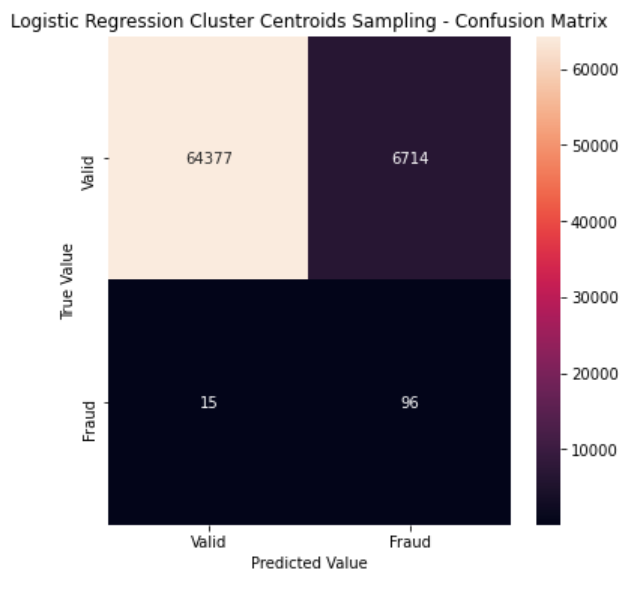 Logistic Regression Cluster Centroids Sampling - Confusion Matrix
60000
50000
40000
30000
20000
10000
True Value
Valid
Fraud
64377
6714
15
96
Valid
Fraud
Predicted Value